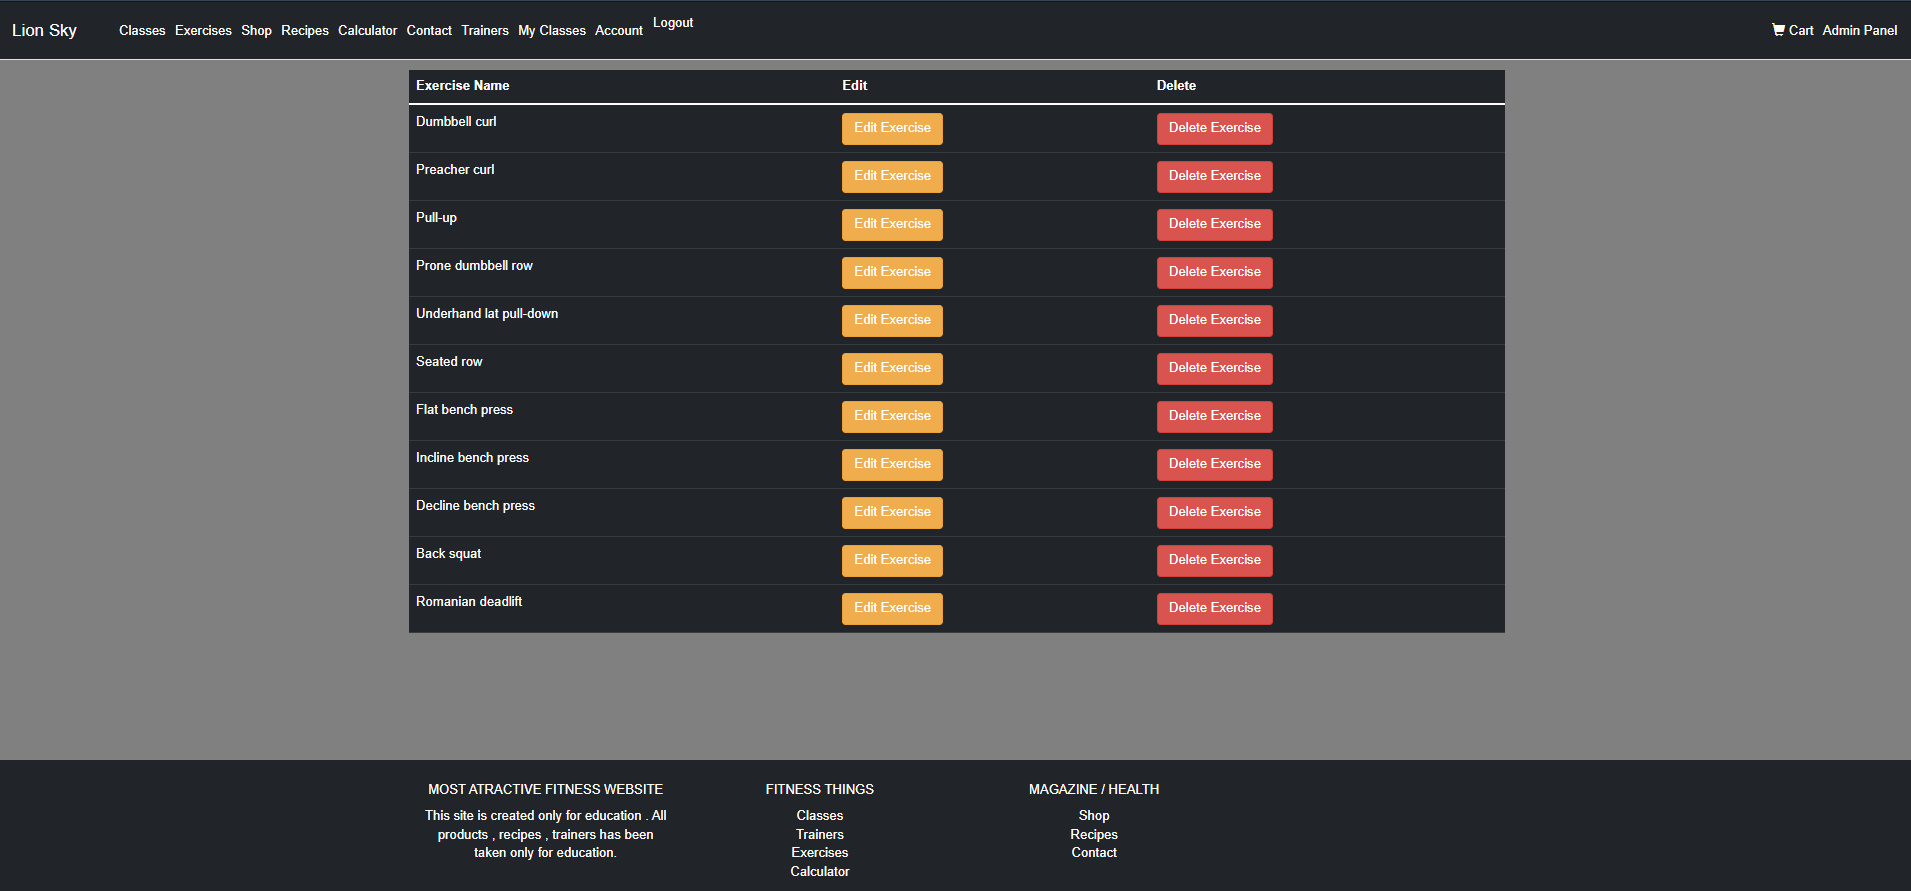 Lion Sky Classes Exercises Shop Recipes Calculator Contact Trainers My Classes Account Logout Cart Admin Panel
Exercise Name Edit Delete
Dumbbell curl Edit Exercise Delete Exercise
Preacher curl Edit Exercise Delete Exercise
Pull-up Edit Exercise Delete Exercise
Prone dumbbell row Edit Exercise Delete Exercise
Underhand lat pull-down Edit Exercise Delete Exercise
Seated row Edit Exercise Delete Exercise
Flat bench press Edit Exercise Delete Exercise
Incline bench press Edit Exercise Delete Exercise
Decline bench press Edit Exercise Delete Exercise
Back squat Edit Exercise Delete Exercise
Romanian deadlift Edit Exercise Delete Exercise
MOST ATRACTIVE FITNESS WEBSITE
This site is created only for education . All
products , recipes , trainers has been
taken only for education.
FITNESS THINGS
Classes
Trainers
Exercises
Calculator
MAGAZINE / HEALTH
Shop
Recipes
Contact